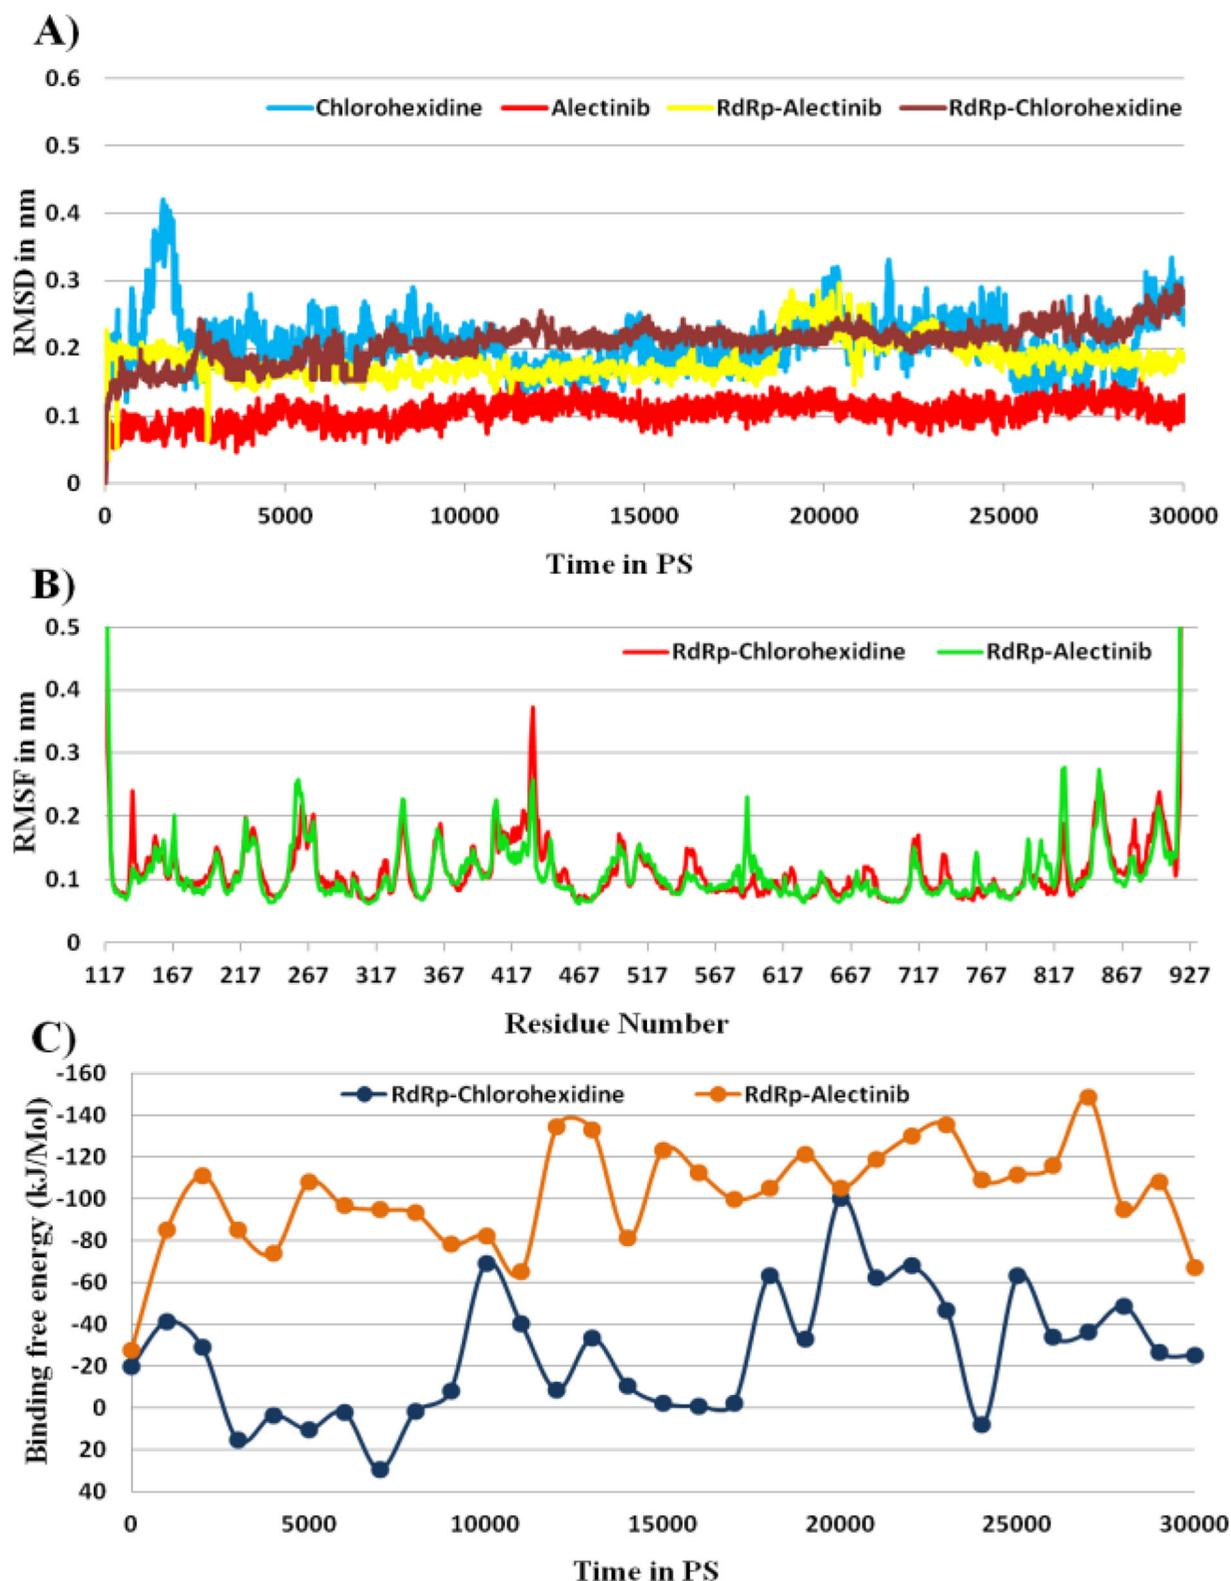 A)
0.6
Chlorohexidine Alectinib RdRp-Alectinib RdRp-Chlorohexidine
0.5
0.4
0.3
0.2
0.1
0
RMSD in nm
0 5000 10000 15000 20000 25000 30000
Time in PS
B)
0.5
RdRp-Chlorohexidine RdRp-Alectinib
0.4
0.3
0.2
0.1
0
RMSF in nm
117 167 217 267 317 367 417 467 517 567 617 667 717 767 817 867 927
Residue Number
C)
-160
RdRp-Chlorohexidine RdRp-Alectinib
-140
-120
-100
-80
-60
-40
-20
0
20
40
Binding free energy (kJ/Mol)
0 5000 10000 15000 20000 25000 30000
Time in PS